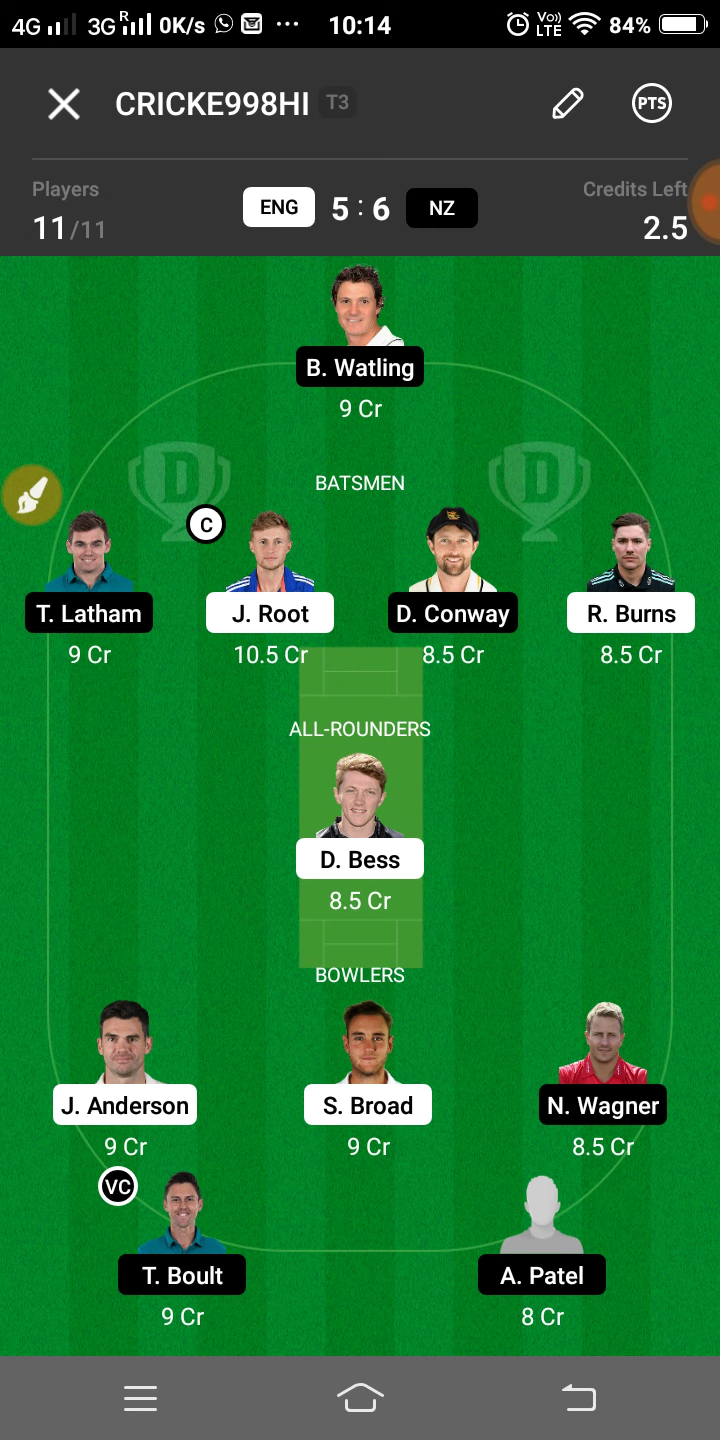 4G 3G R 0K/s ... 10:14 Vo)) LTE 84%
CRICKE998HI T3 PTS
Players Credits Left
11/11 ENG 5 : 6 NZ 2.5
B. Watling
9 Cr
D D
BATSMEN
C
T. Latham J. Root D. Conway R. Burns
9 Cr 10.5 Cr 8.5 Cr 8.5 Cr
ALL-ROUNDERS
D. Bess
8.5 Cr
BOWLERS
J. Anderson S. Broad N. Wagner
9 Cr 9 Cr 8.5 Cr
VC
T. Boult A. Patel
9 Cr 8 Cr